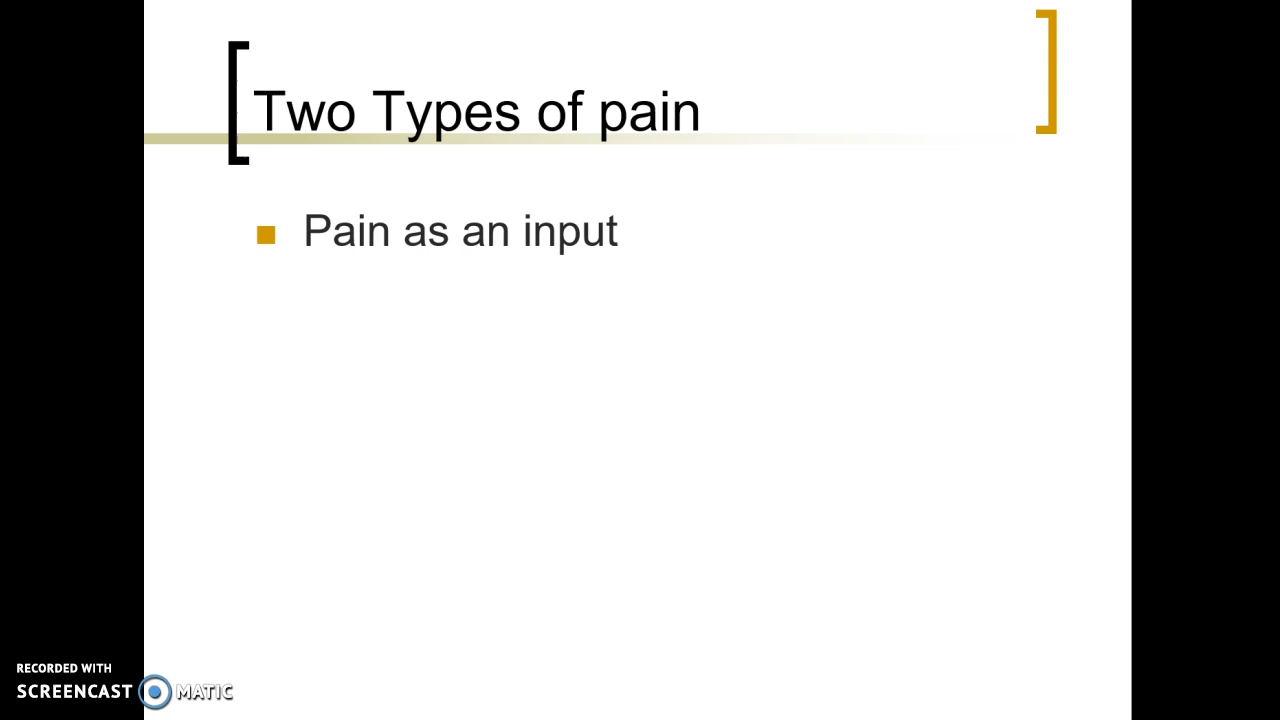 Two Types of pain
Pain as an input
RECORDED WITH
SCREENCAST MATIC